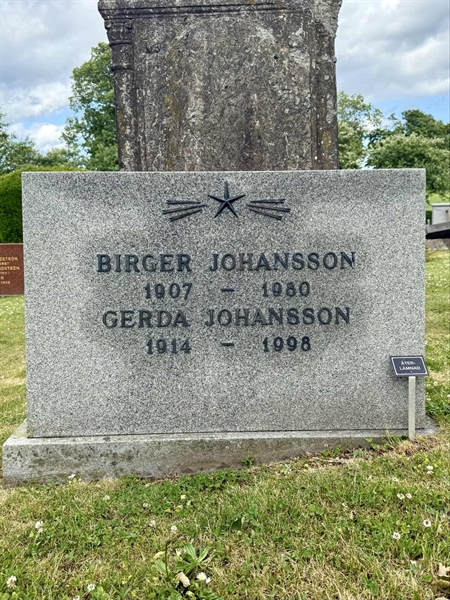 BIRGER JOHANSSON
1907 - 1980
GERDA JOHANSSON
1914 - 1998
ÅTER-
LÄMNAD